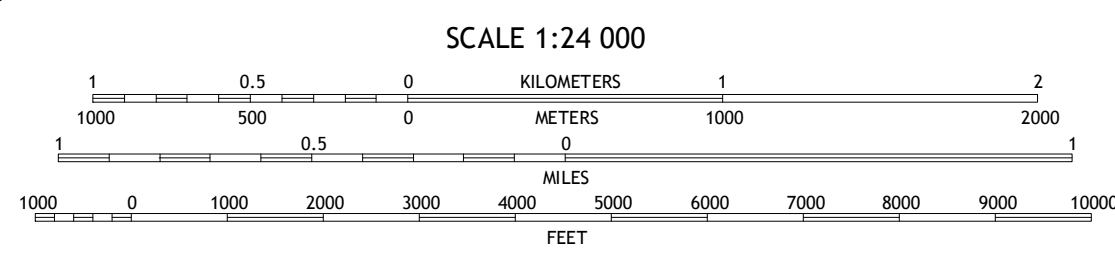 SCALE 1:24 000
1 0.5 0 KILOMETERS 1 2
1000 500 0 METERS 1000 2000
1 0.5 0 1
MILES
1000 0 1000 2000 3000 4000 5000 6000 7000 8000 9000 10000
FEET